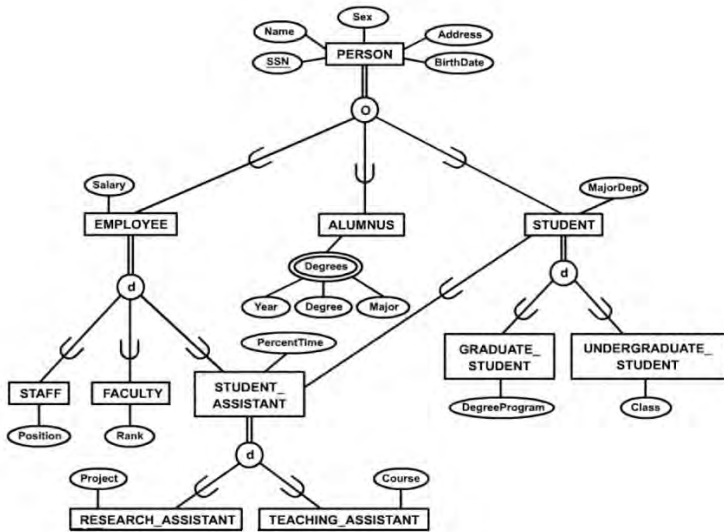 Sex
Name
Address
PERSON
SSN
BirthDate
O
Salary
MajorDept
EMPLOYEE
ALUMNUS
STUDENT
Degrees
d
d
Year
Degree
Major
PercentTime
GRADUATE_
STUDENT
UNDERGRADUATE_
STUDENT
STAFF
FACULTY
STUDENT_
ASSISTANT
DegreeProgram
Class
Position
Rank
d
Project
Course
RESEARCH_ASSISTANT
TEACHING_ASSISTANT